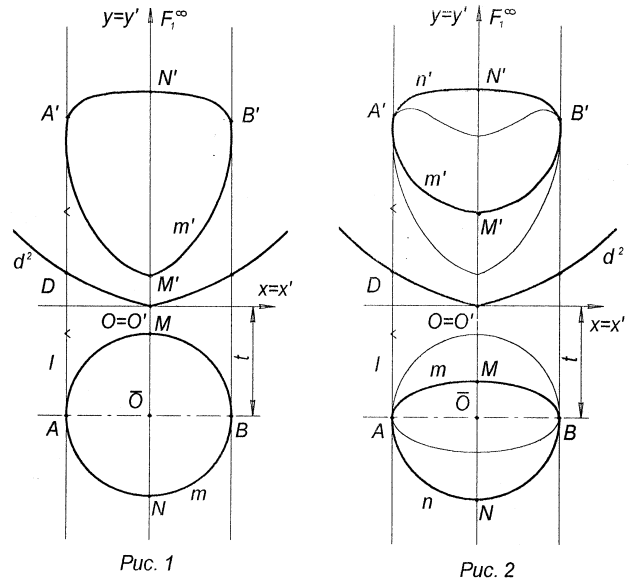 y=y' F₁^∞
N'
A' B'
m'
d²
D M' x=x'
O=O' M
l t
Ō
A B
N m
Рис. 1
y=y' F₁^∞
n' N'
A' B'
m'
M'
D d²
O=O' x=x'
l m M t
Ō
A B
n N
Рис. 2